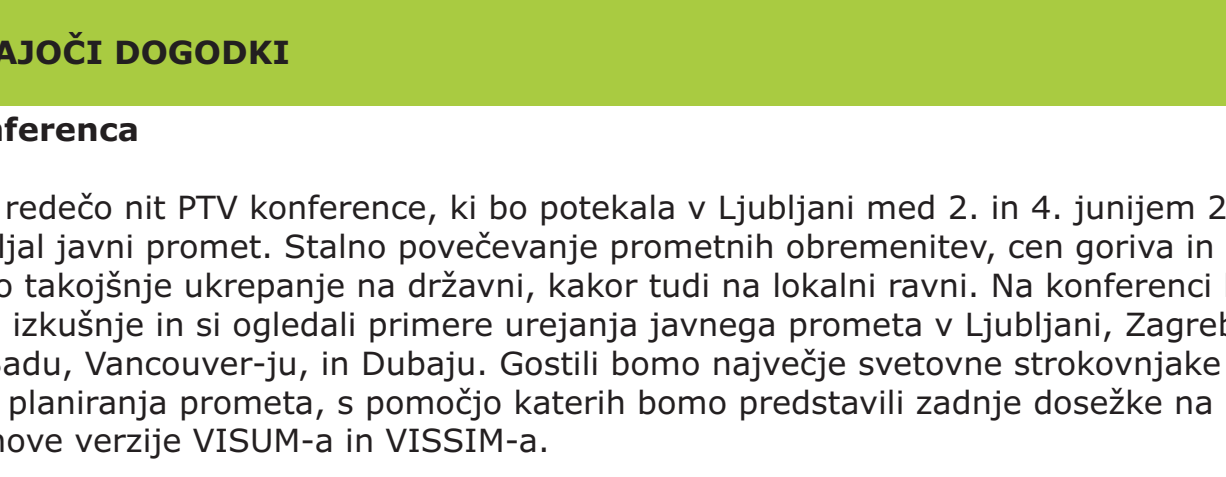 AJOČI DOGODKI
nferenca
redečo nit PTV konference, ki bo potekala v Ljubljani med 2. in 4. junijem 2
ljal javni promet. Stalno povečevanje prometnih obremenitev, cen goriva in
o takojšnje ukrepanje na državni, kakor tudi na lokalni ravni. Na konferenci
izkušnje in si ogledali primere urejanja javnega prometa v Ljubljani, Zagreb
Sadu, Vancouver-ju, in Dubaju. Gostili bomo največje svetovne strokovnjake
planiranja prometa, s pomočjo katerih bomo predstavili zadnje dosežke na
nove verzije VISUM-a in VISSIM-a.